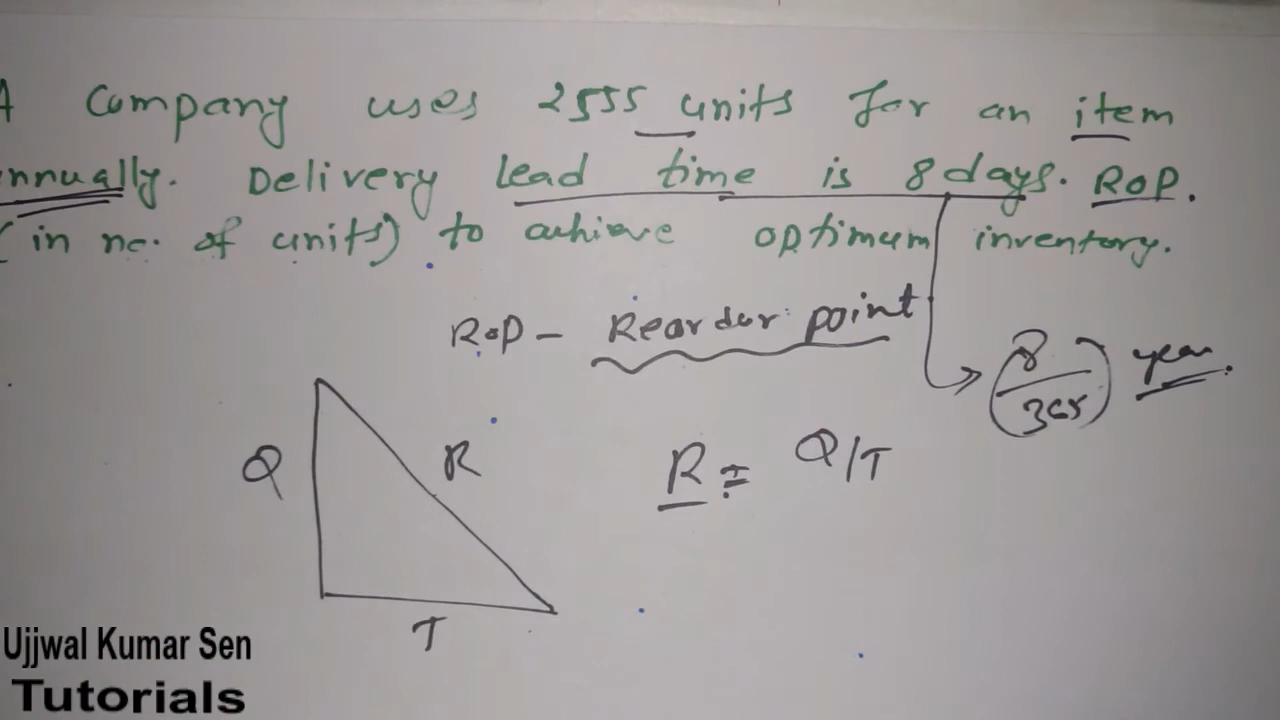 A Company uses 2555 units for an item
nnually. Delivery lead time is 8 days. ROP.
(in no. of units) to achieve optimum inventory.
ROP - Reorder point
(8/365) year.
Q
R
R = Q/T
T
Ujjwal Kumar Sen
Tutorials